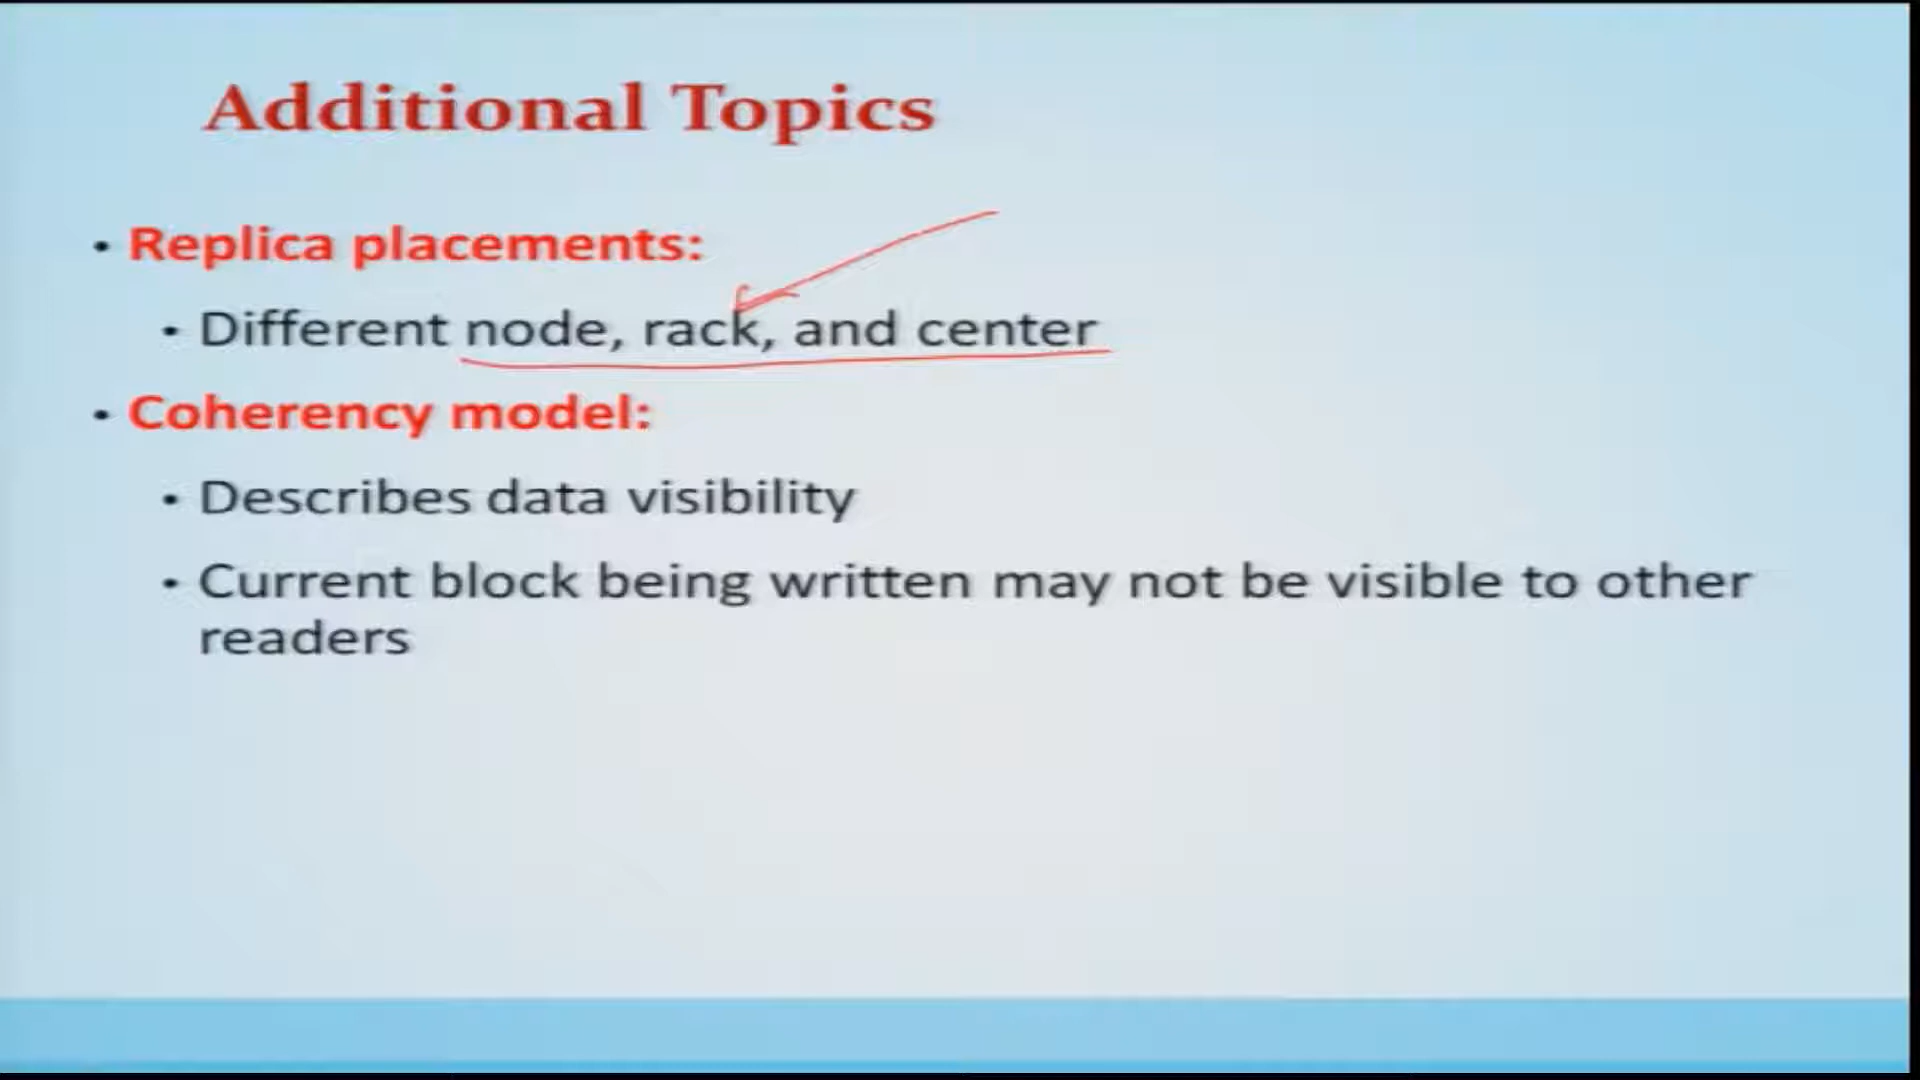 Additional Topics
• Replica placements:
• Different node, rack, and center
• Coherency model:
• Describes data visibility
• Current block being written may not be visible to other
readers